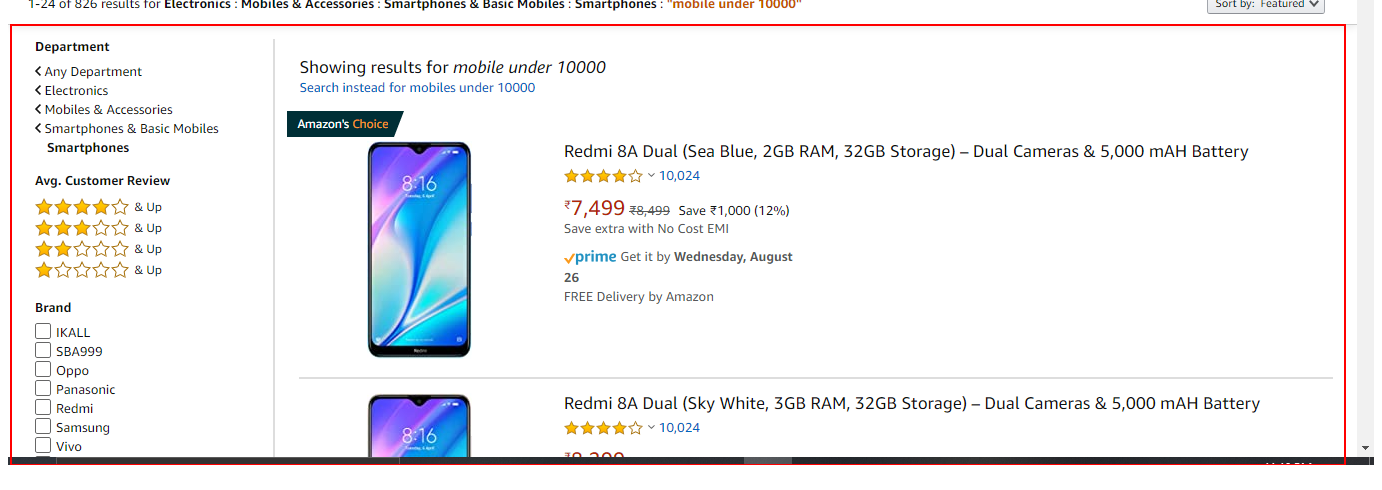 1-24 of 826 results for Electronics : Mobiles & Accessories : Smartphones & Basic Mobiles : Smartphones : "mobile under 10000"
Sort by: Featured
Department
Any Department
Electronics
Mobiles & Accessories
Smartphones & Basic Mobiles
Smartphones
Avg. Customer Review
& Up
& Up
& Up
& Up
Brand
IKALL
SBA999
Oppo
Panasonic
Redmi
Samsung
Vivo
Showing results for mobile under 10000
Search instead for mobiles under 10000
Amazon's Choice
8:16
Redmi
Redmi 8A Dual (Sea Blue, 2GB RAM, 32GB Storage) – Dual Cameras & 5,000 mAH Battery
10,024
₹7,499 ₹8,499 Save ₹1,000 (12%)
Save extra with No Cost EMI
prime Get it by Wednesday, August
26
FREE Delivery by Amazon
8:16
Redmi 8A Dual (Sky White, 3GB RAM, 32GB Storage) – Dual Cameras & 5,000 mAH Battery
10,024